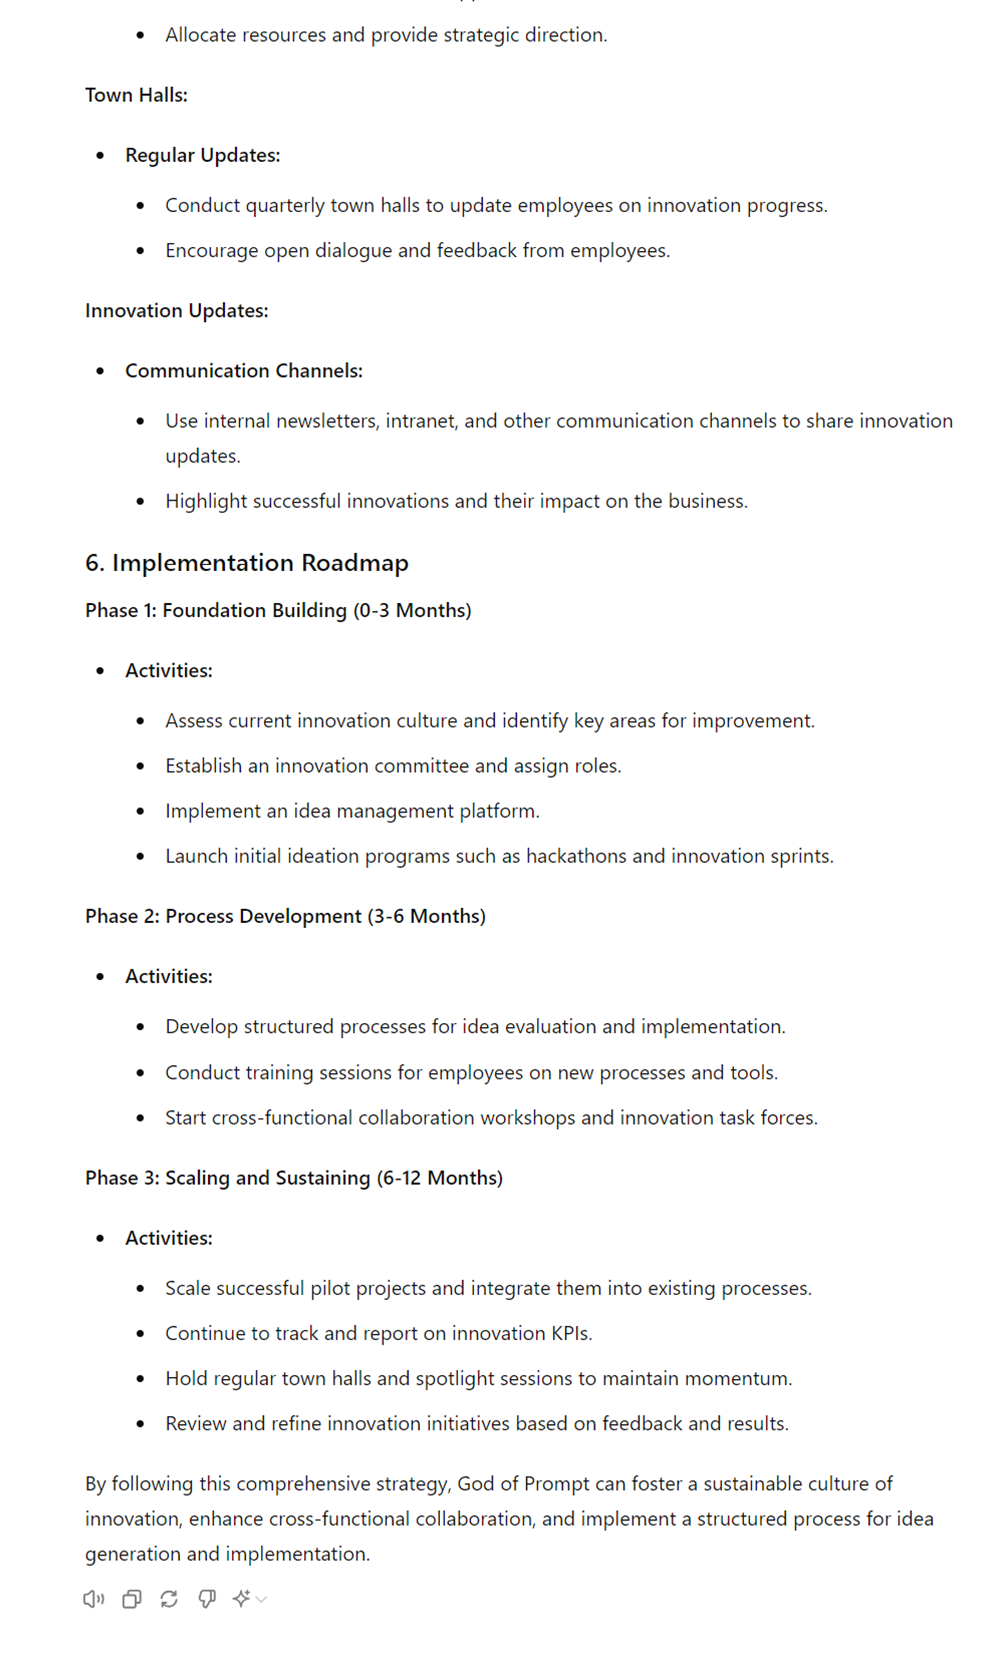 Allocate resources and provide strategic direction.
Town Halls:
Regular Updates:
Conduct quarterly town halls to update employees on innovation progress.
Encourage open dialogue and feedback from employees.
Innovation Updates:
Communication Channels:
Use internal newsletters, intranet, and other communication channels to share innovation
updates.
Highlight successful innovations and their impact on the business.
6. Implementation Roadmap
Phase 1: Foundation Building (0-3 Months)
Activities:
Assess current innovation culture and identify key areas for improvement.
Establish an innovation committee and assign roles.
Implement an idea management platform.
Launch initial ideation programs such as hackathons and innovation sprints.
Phase 2: Process Development (3-6 Months)
Activities:
Develop structured processes for idea evaluation and implementation.
Conduct training sessions for employees on new processes and tools.
Start cross-functional collaboration workshops and innovation task forces.
Phase 3: Scaling and Sustaining (6-12 Months)
Activities:
Scale successful pilot projects and integrate them into existing processes.
Continue to track and report on innovation KPIs.
Hold regular town halls and spotlight sessions to maintain momentum.
Review and refine innovation initiatives based on feedback and results.
By following this comprehensive strategy, God of Prompt can foster a sustainable culture of
innovation, enhance cross-functional collaboration, and implement a structured process for idea
generation and implementation.